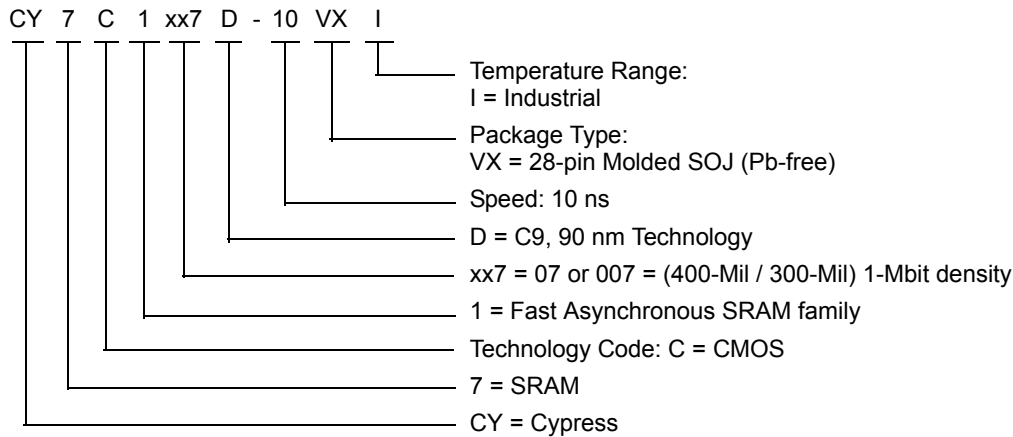 CY 7 C 1 xx7 D - 10 VX I
Temperature Range:
I = Industrial
Package Type:
VX = 28-pin Molded SOJ (Pb-free)
Speed: 10 ns
D = C9, 90 nm Technology
xx7 = 07 or 007 = (400-Mil / 300-Mil) 1-Mbit density
1 = Fast Asynchronous SRAM family
Technology Code: C = CMOS
7 = SRAM
CY = Cypress